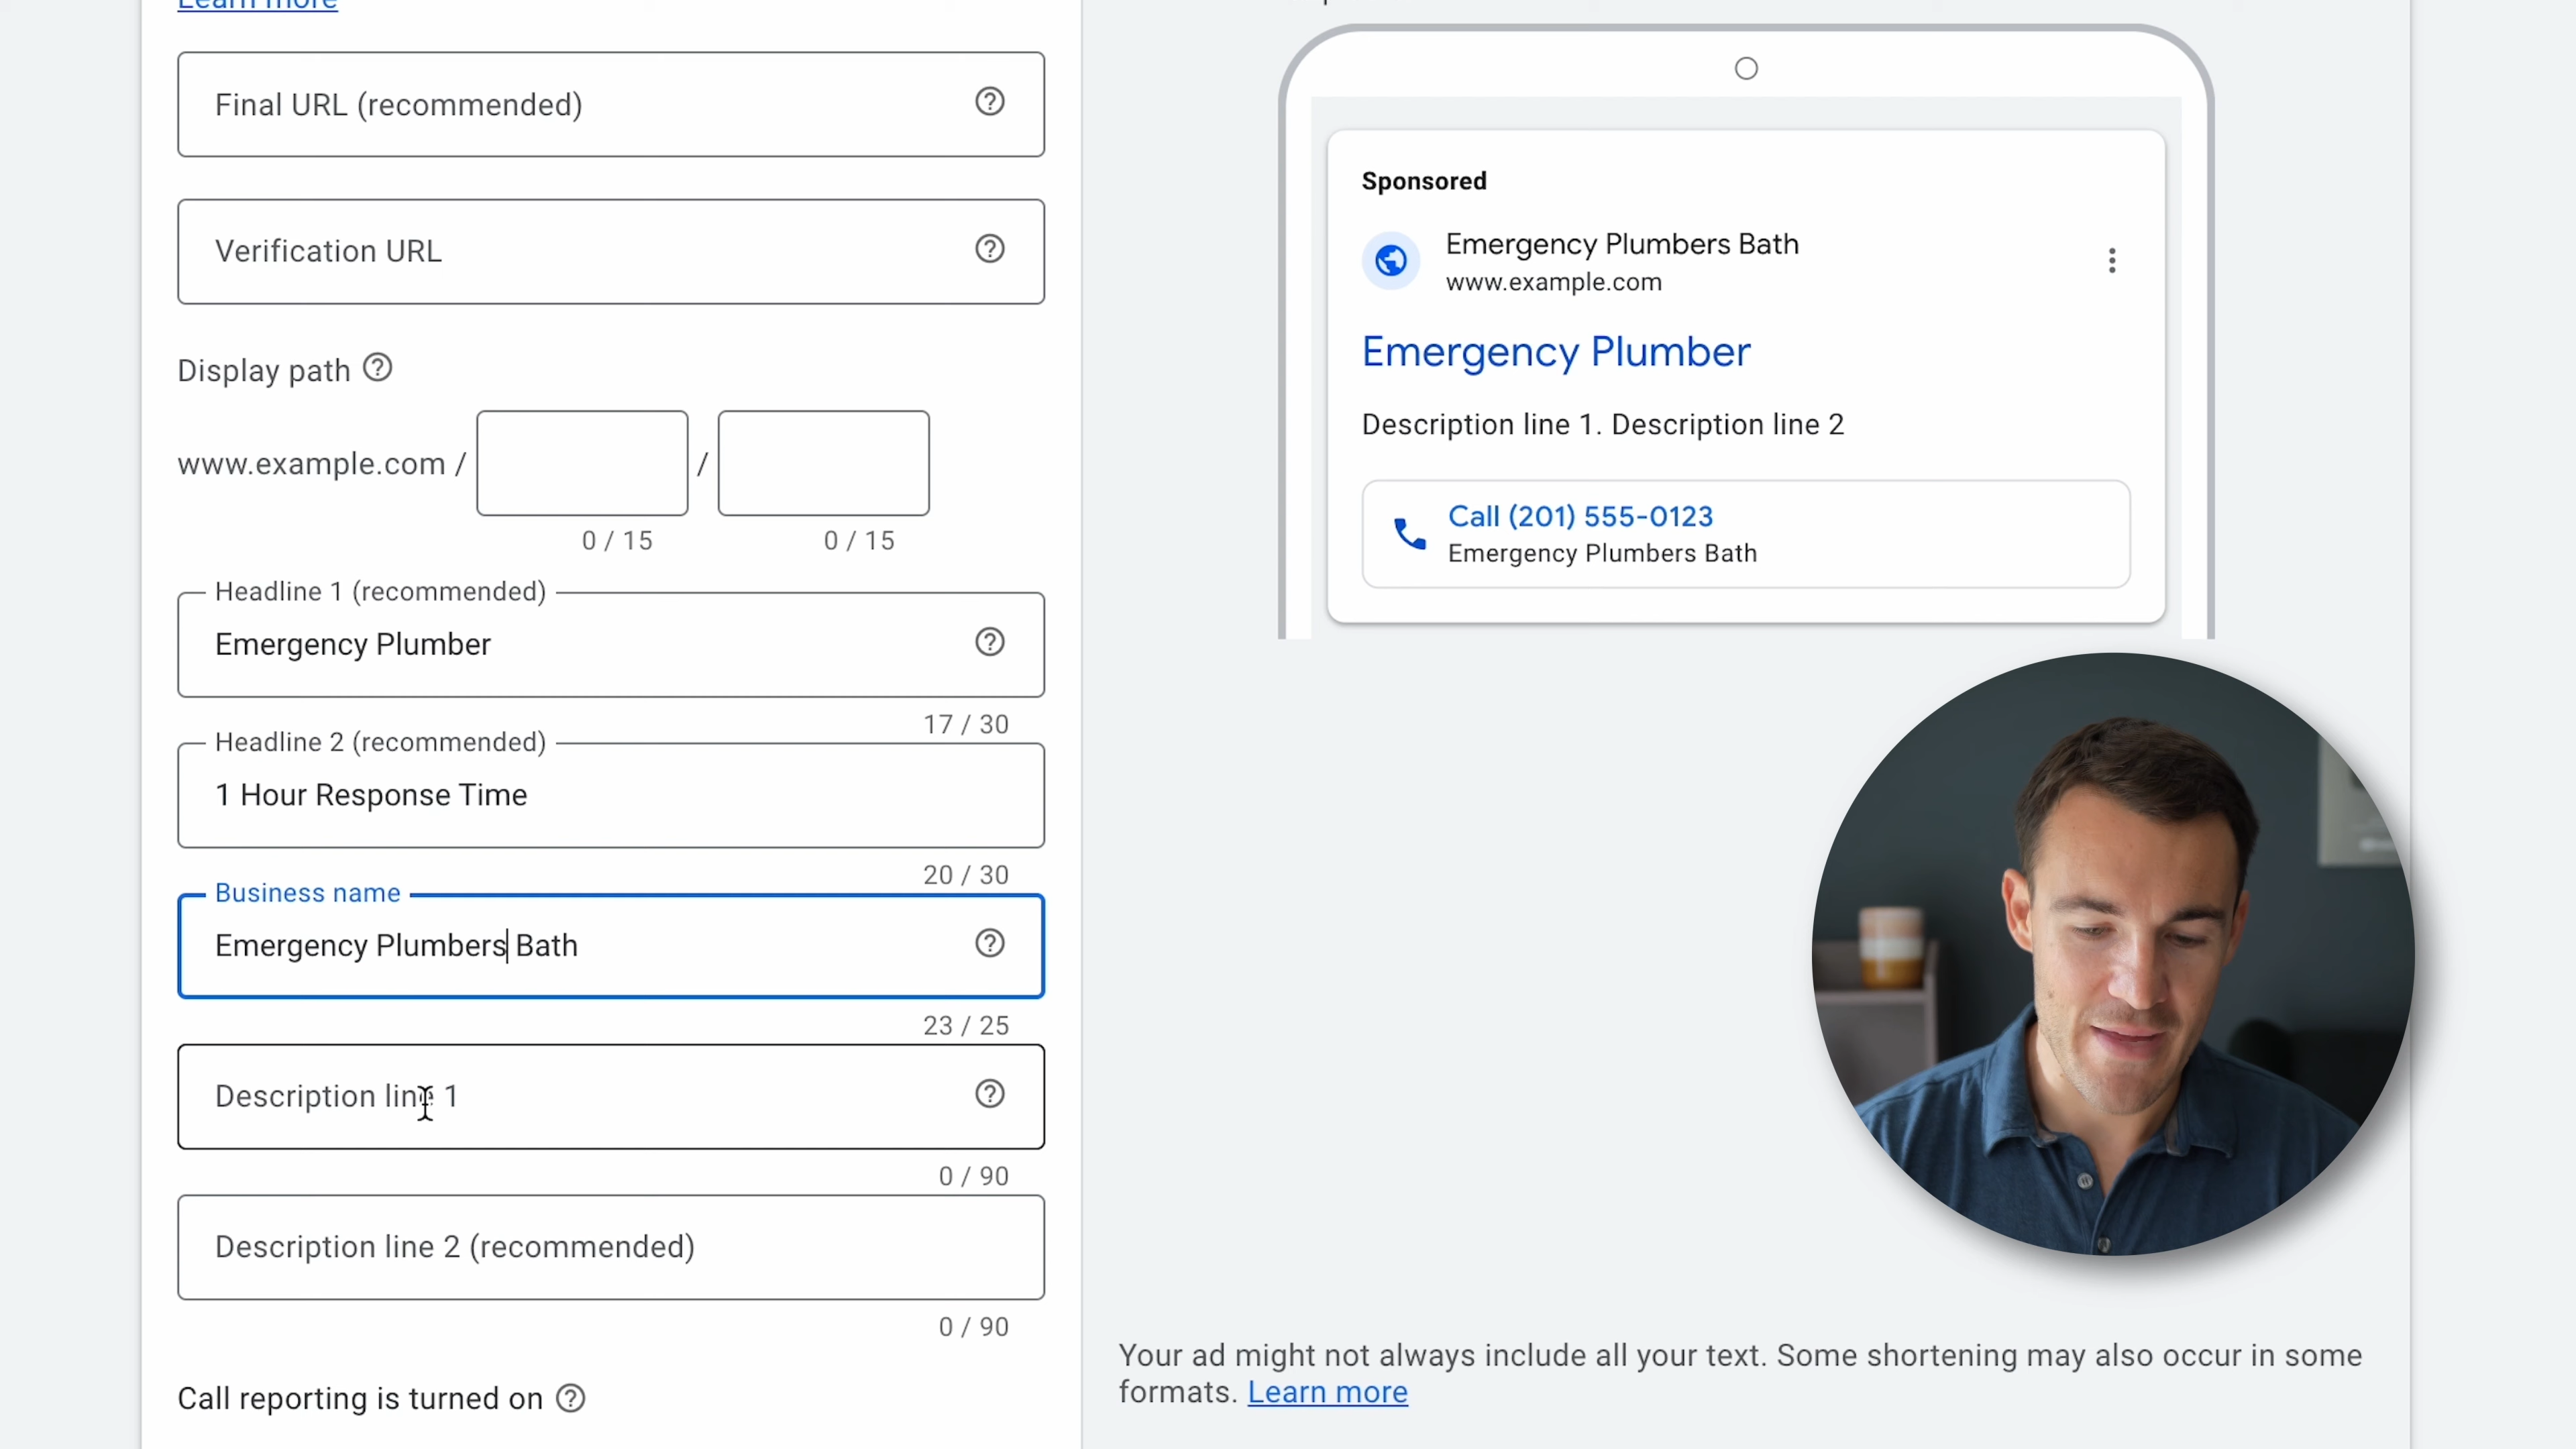 Learn more
Final URL (recommended)
Verification URL
Display path
www.example.com / /
0 / 15 0 / 15
Headline 1 (recommended)
Emergency Plumber
17 / 30
Headline 2 (recommended)
1 Hour Response Time
20 / 30
Business name
Emergency Plumbers Bath
23 / 25
Description line 1
0 / 90
Description line 2 (recommended)
0 / 90
Call reporting is turned on
Sponsored
Emergency Plumbers Bath
www.example.com
Emergency Plumber
Description line 1. Description line 2
Call (201) 555-0123
Emergency Plumbers Bath
Your ad might not always include all your text. Some shortening may also occur in some
formats. Learn more